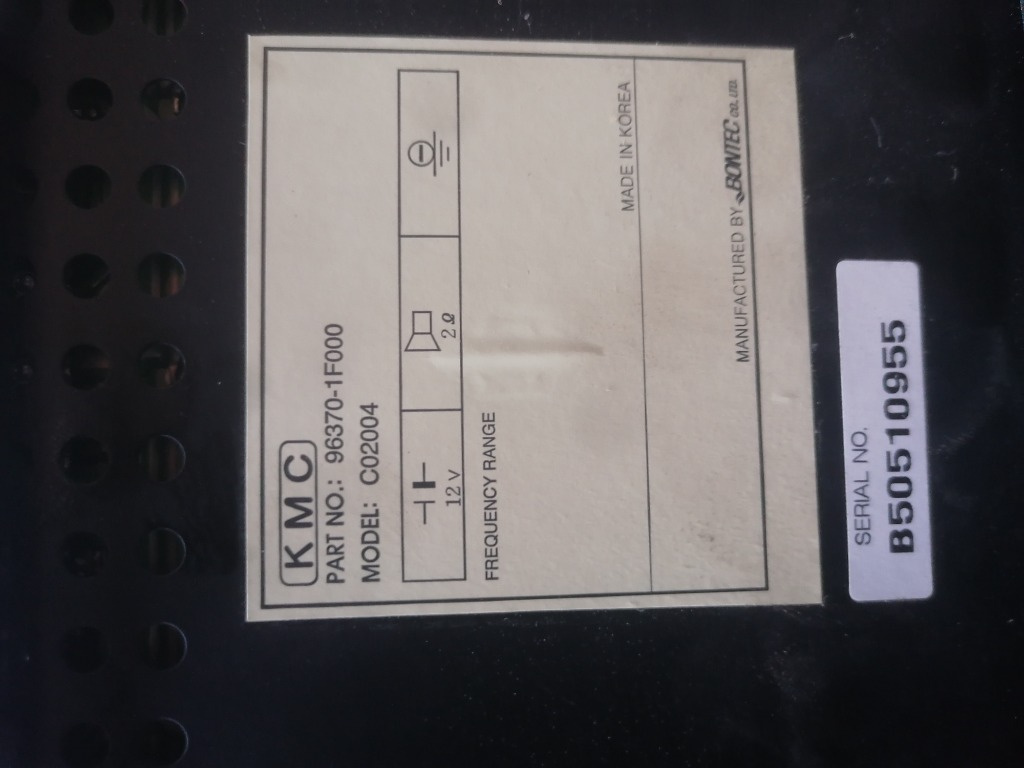 KMC
PART NO.: 96370-1F000
MODEL: C02004
12 V
2 Ω
FREQUENCY RANGE
MADE IN KOREA
MANUFACTURED BY BONTEC CO., LTD.
SERIAL NO.
B50510955